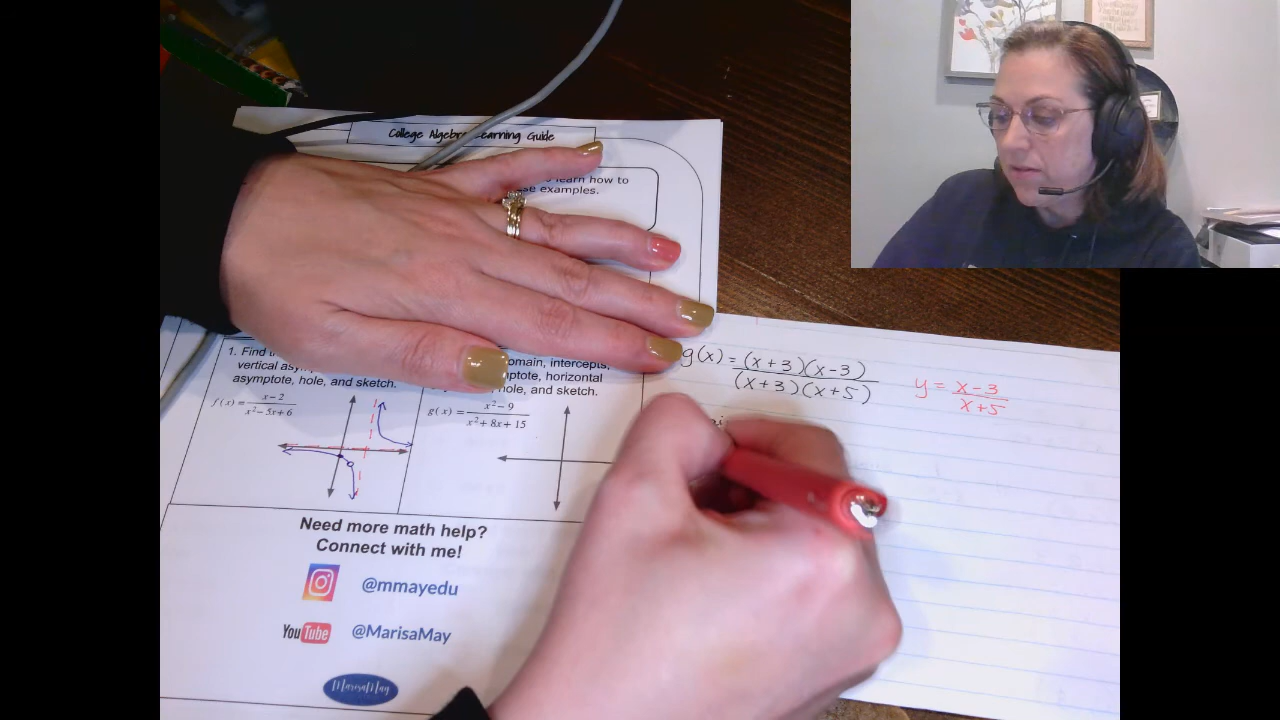 College Algebra Learning Guide
learn how to
se examples.
1. Find
vertical asym
asymptote, hole, and sketch.
f(x) = x-2 / x²-5x+6
omain, intercepts,
ptote, horizontal
hole, and sketch.
g(x) = x²-9 / x²+8x+15
g(x) = (x+3)(x-3) / (x+3)(x+5)
y = x-3 / x+5
Need more math help?
Connect with me!
@mmayedu
YouTube @MarisaMay
MarisaMay